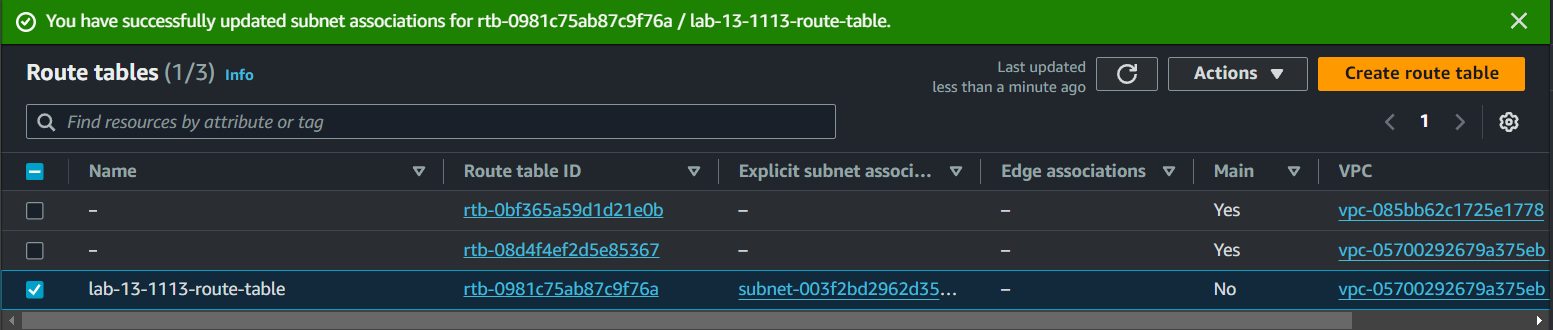 You have successfully updated subnet associations for rtb-0981c75ab87c9f76a / lab-13-1113-route-table.
Route tables (1/3) Info
Last updated
less than a minute ago
Actions
Create route table
Find resources by attribute or tag
1
Name Route table ID Explicit subnet associ... Edge associations Main VPC
– rtb-0bf365a59d1d21e0b – – Yes vpc-085bb62c1725e1778
– rtb-08d4f4ef2d5e85367 – – Yes vpc-05700292679a375eb
lab-13-1113-route-table rtb-0981c75ab87c9f76a subnet-003f2bd2962d35... – No vpc-05700292679a375eb